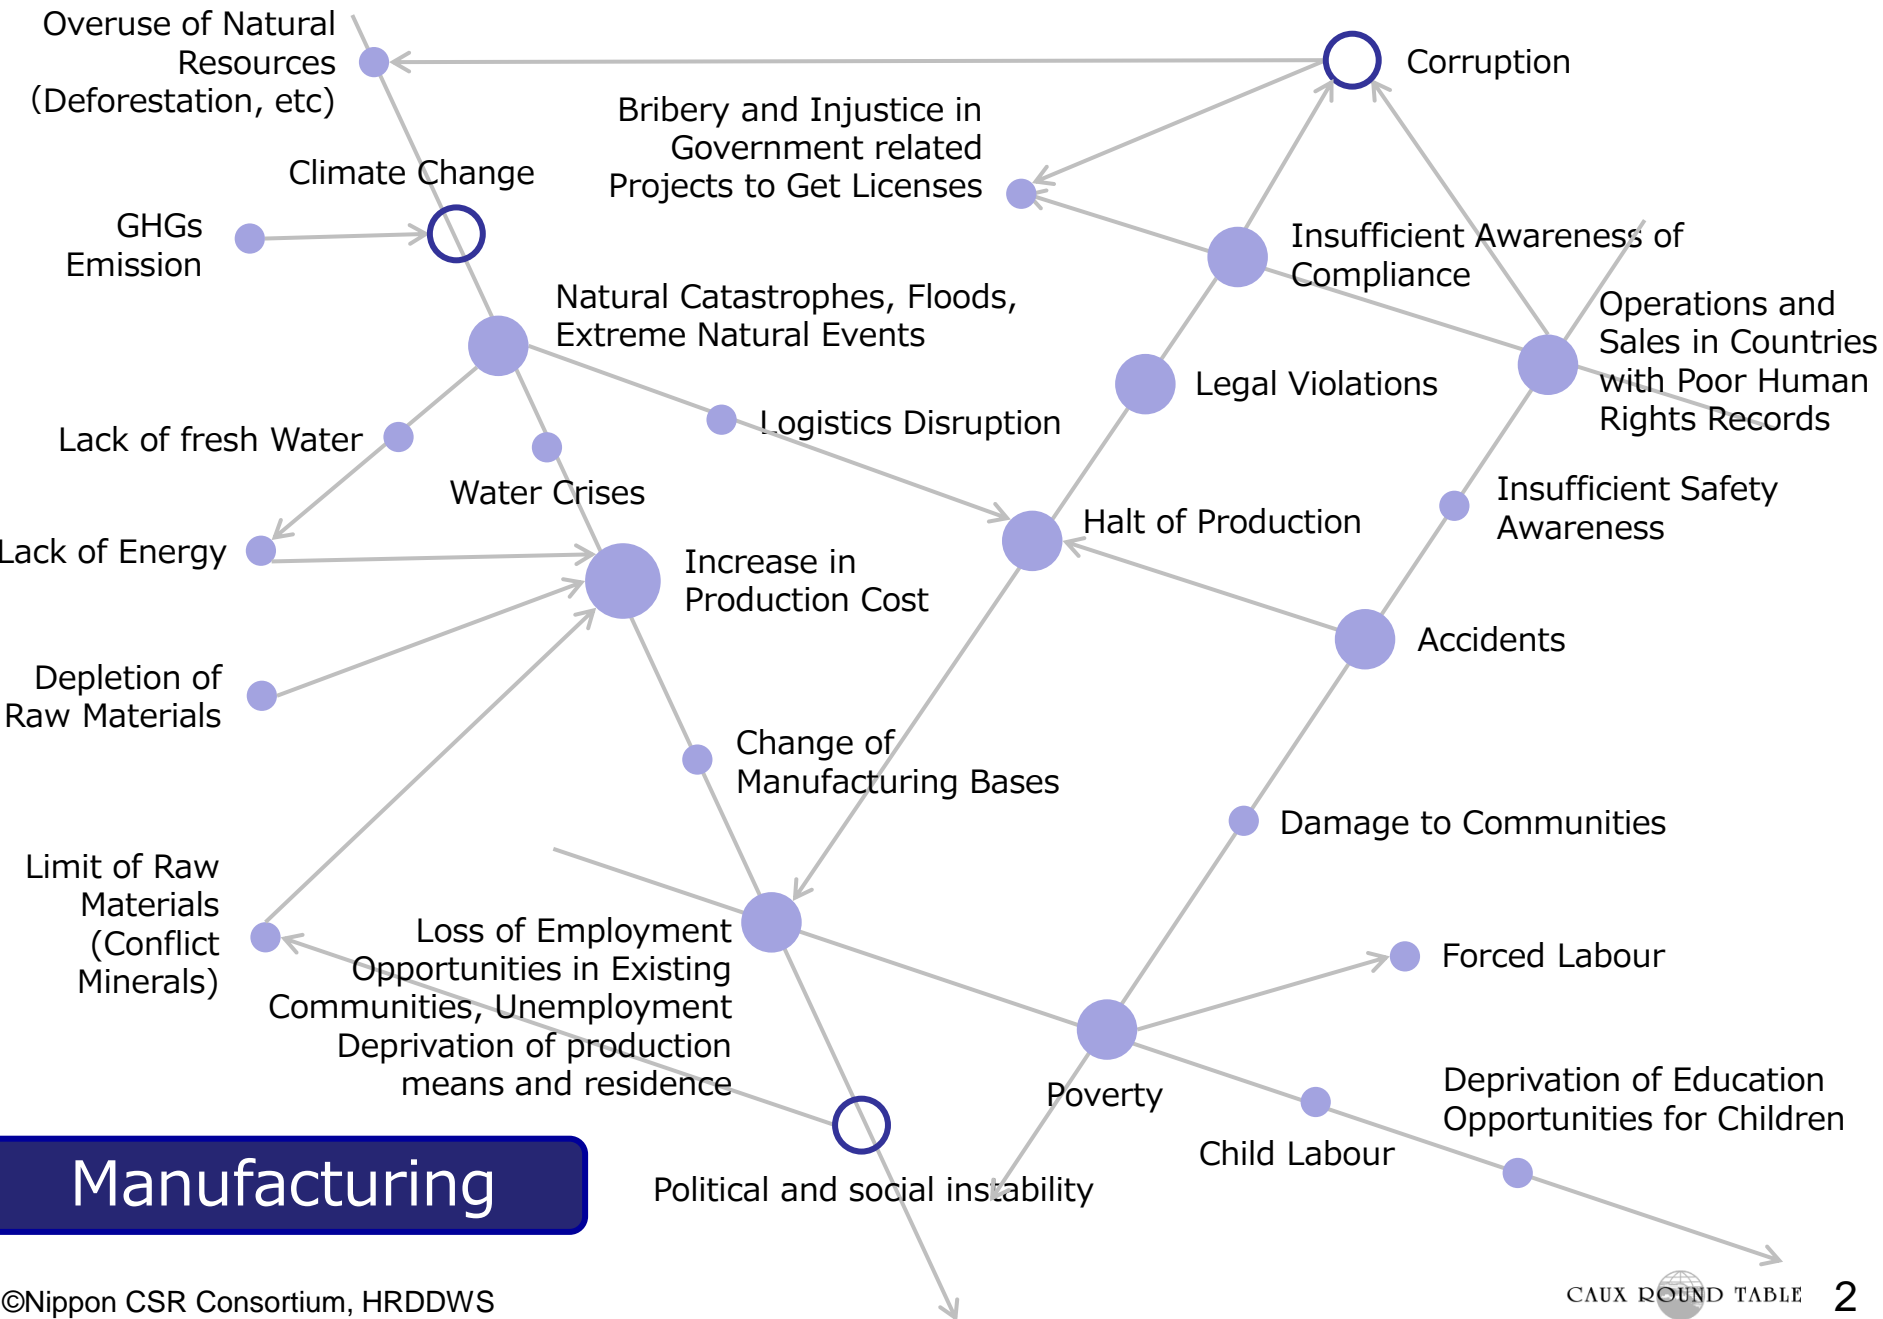 Overuse of Natural
Resources
(Deforestation, etc)
Corruption
Bribery and Injustice in
Government related
Projects to Get Licenses
Climate Change
GHGs
Emission
Insufficient Awareness of
Compliance
Natural Catastrophes, Floods,
Extreme Natural Events
Operations and
Sales in Countries
with Poor Human
Rights Records
Legal Violations
Logistics Disruption
Lack of fresh Water
Water Crises
Insufficient Safety
Awareness
Halt of Production
Lack of Energy
Increase in
Production Cost
Accidents
Depletion of
Raw Materials
Change of
Manufacturing Bases
Damage to Communities
Limit of Raw
Materials
(Conflict
Minerals)
Loss of Employment
Opportunities in Existing
Communities, Unemployment
Deprivation of production
means and residence
Forced Labour
Poverty
Deprivation of Education
Opportunities for Children
Child Labour
Political and social instability
Manufacturing
©Nippon CSR Consortium, HRDDWS
CAUX ROUND TABLE
2